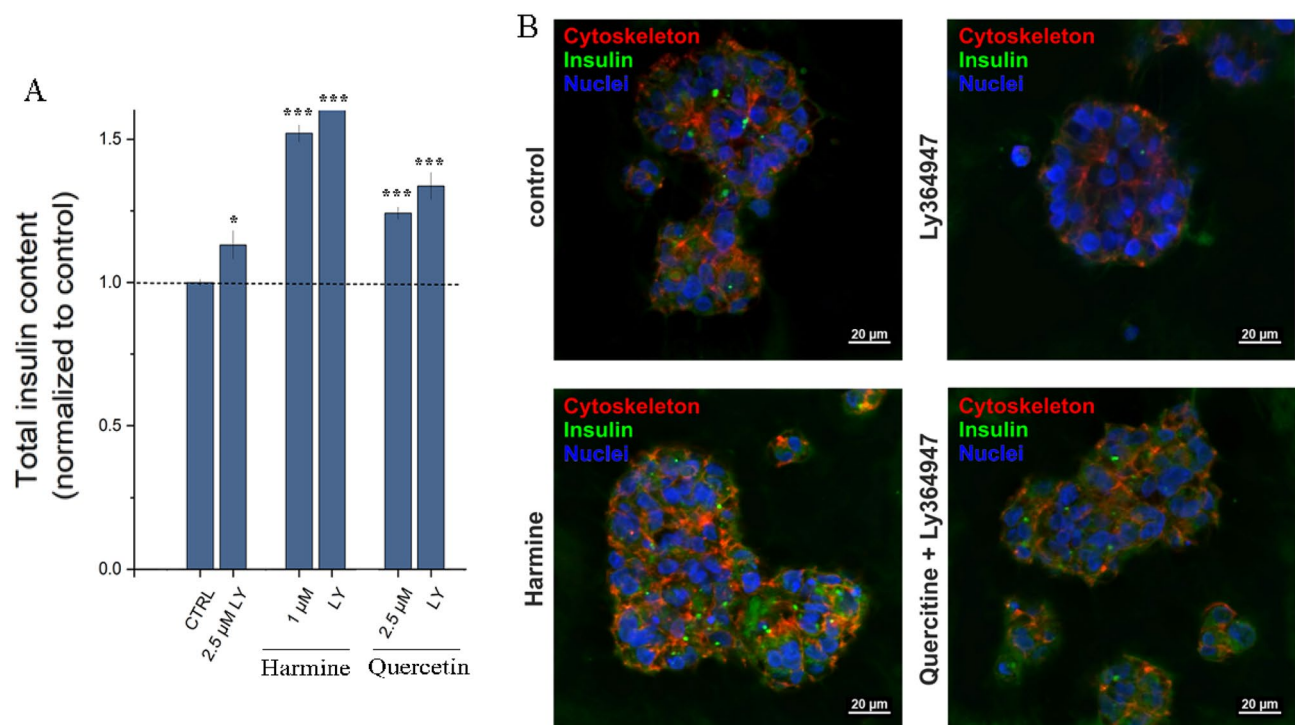 A
Total insulin content
(normalized to control)
1.5
1.0
0.5
0.0
*
***
***
***
***
CTRL
2.5 µM LY
1 µM
LY
2.5 µM
LY
Harmine
Quercetin
B
control
Cytoskeleton
Insulin
Nuclei
20 µm
Ly364947
Cytoskeleton
Insulin
Nuclei
20 µm
Harmine
Cytoskeleton
Insulin
Nuclei
20 µm
Quercitine + Ly364947
Cytoskeleton
Insulin
Nuclei
20 µm